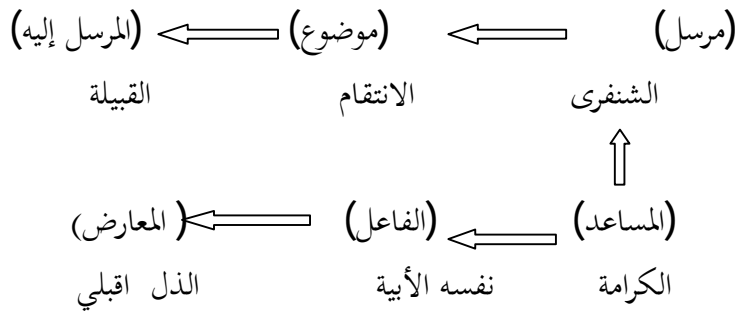 (مرسل) (موضوع) (المرسل إليه)
الشنفرى الانتقام القبيلة
(المساعد) (الفاعل) (المعارض)
الكرامة نفسه الأبية الذل اقبلي